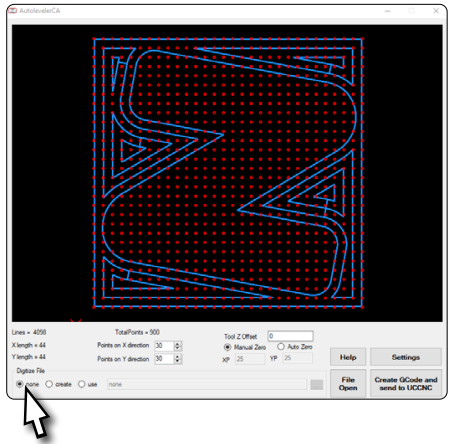 AutolevelerCA
Lines = 4098
TotalPoints = 900
Tool Z Offset 0
X length = 44
Points on X direction 30
Manual Zero Auto Zero
Y length = 44
Points on Y direction 30
XP 25 YP 25
Help
Settings
Digitize File
none create use none
File Open
Create GCode and send to UCCNC